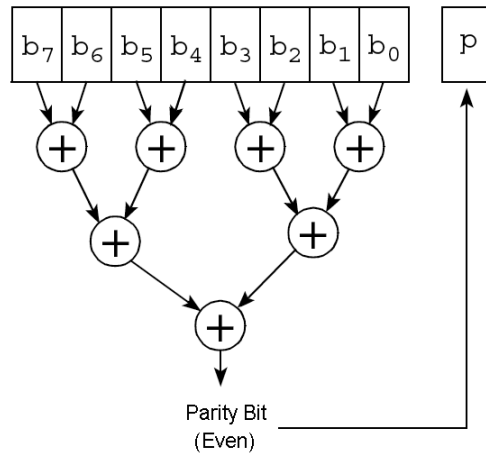 b7 b6 b5 b4 b3 b2 b1 b0 p
+ + + +
+ +
+
Parity Bit
(Even)